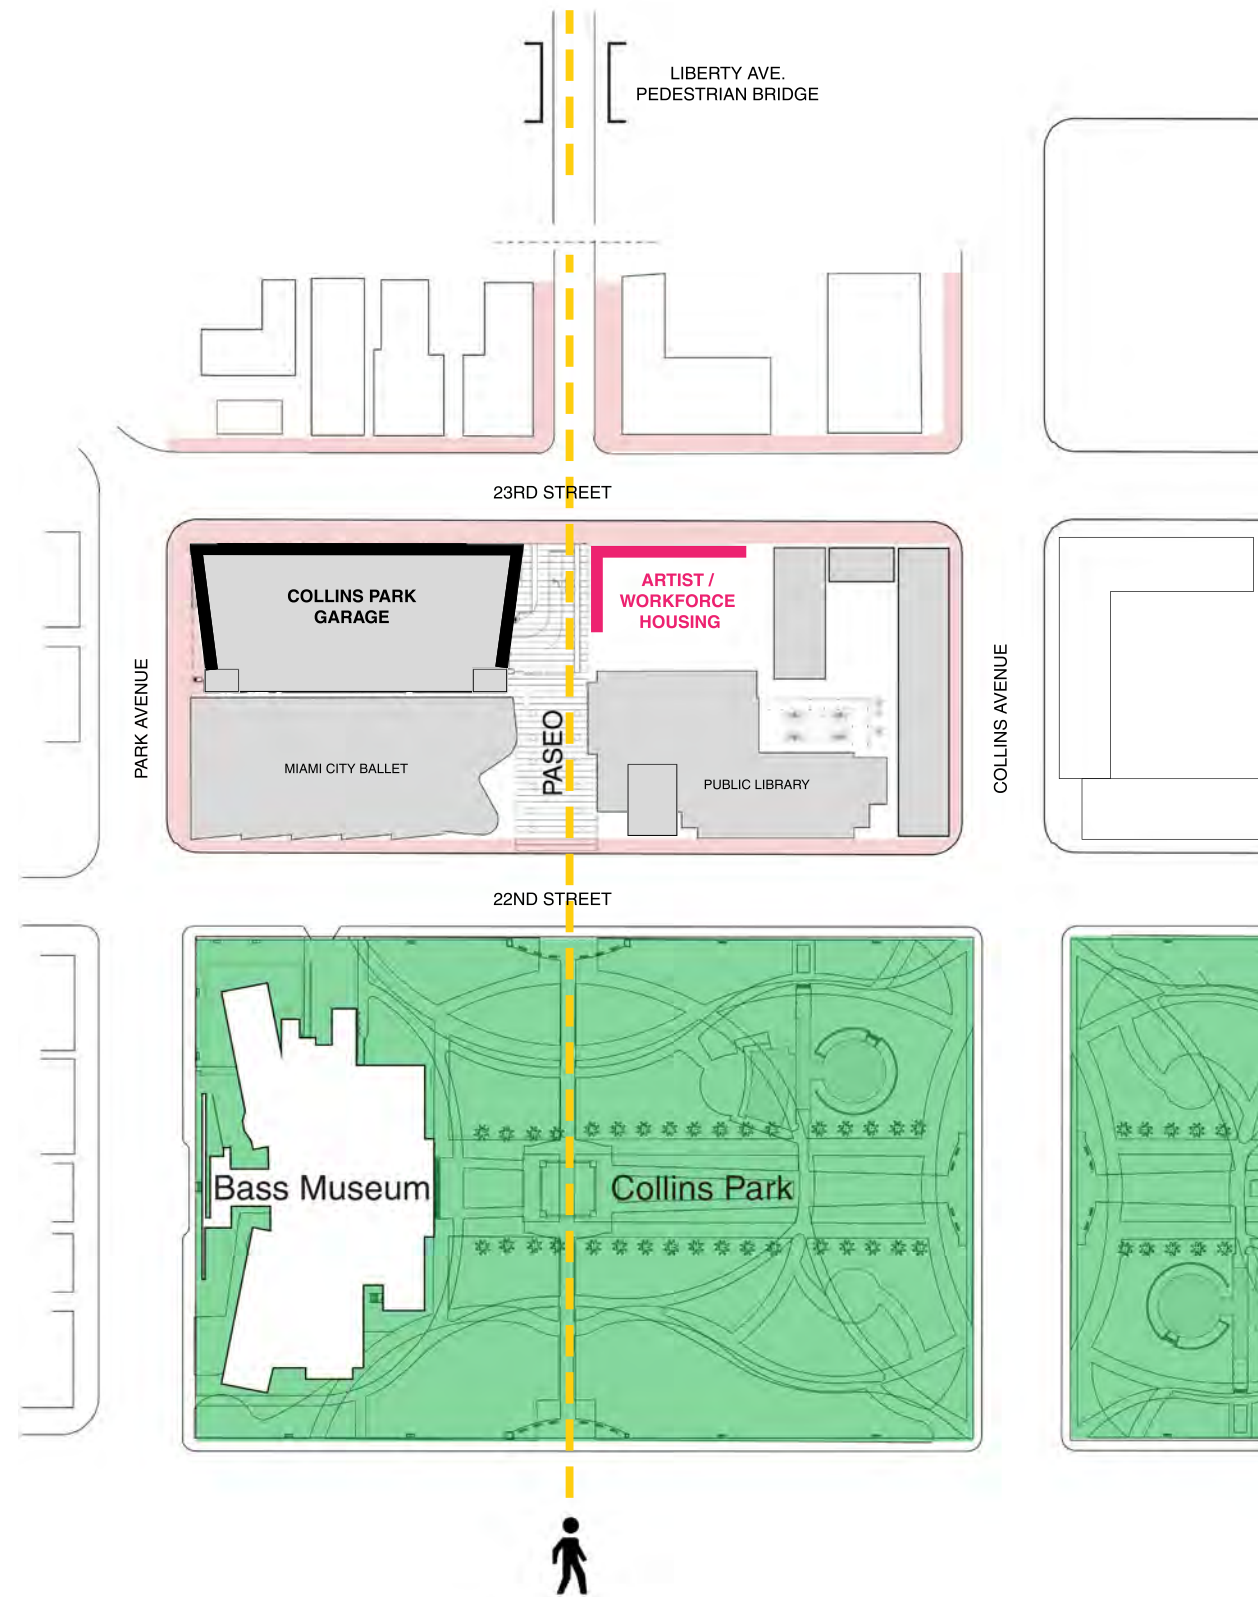 LIBERTY AVE.
PEDESTRIAN BRIDGE
23RD STREET
COLLINS PARK
GARAGE
ARTIST /
WORKFORCE
HOUSING
PARK AVENUE
MIAMI CITY BALLET
PASEO
PUBLIC LIBRARY
COLLINS AVENUE
22ND STREET
Bass Museum
Collins Park